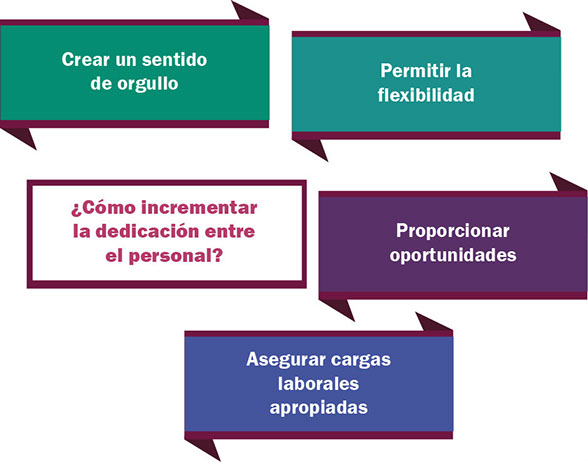 Crear un sentido
de orgullo
Permitir la
flexibilidad
¿Cómo incrementar
la dedicación entre
el personal?
Proporcionar
oportunidades
Asegurar cargas
laborales
apropiadas